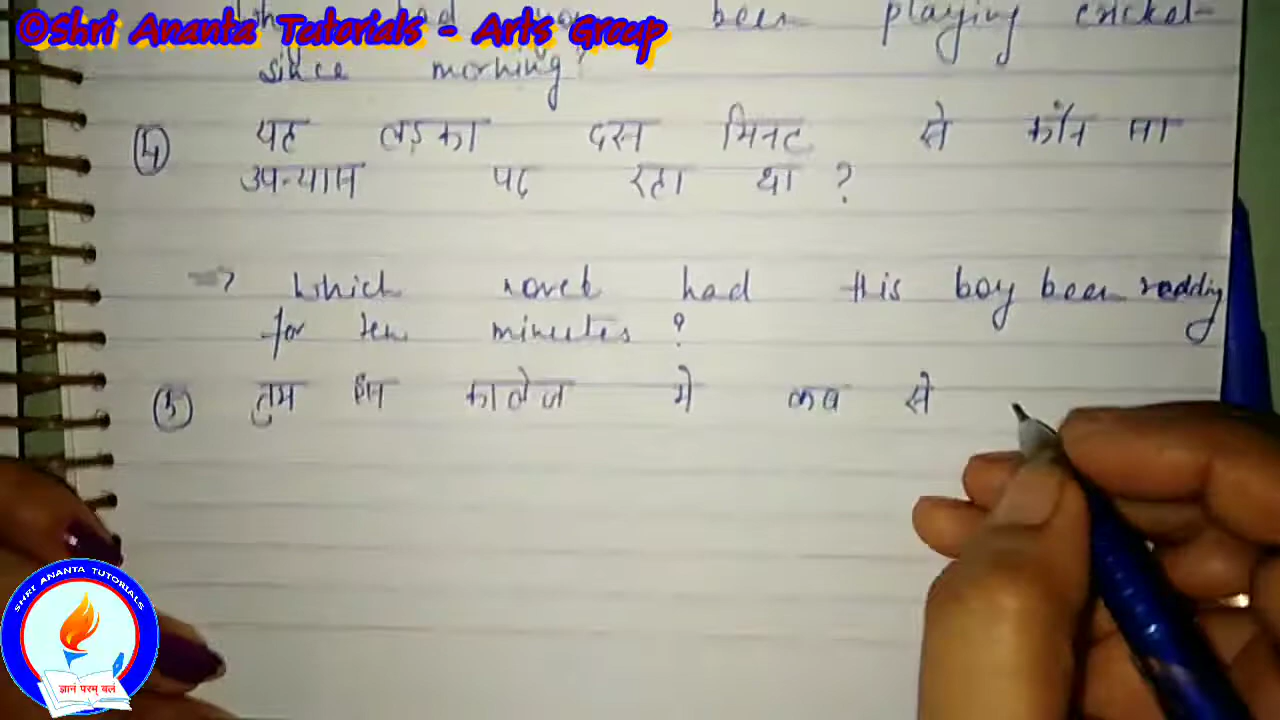 ©Shri Ananta Tutorials - Arts Group
been playing cricket
since morning?
(4) यह लड़का दस मिनट से कौन सा
उपन्यास पढ़ रहा था ?
=> Which novel had this boy been reading
for ten minutes ?
(5) तुम इस कालेज मे कब से
SHRI ANANTA TUTORIALS
ज्ञानं परमं बलं